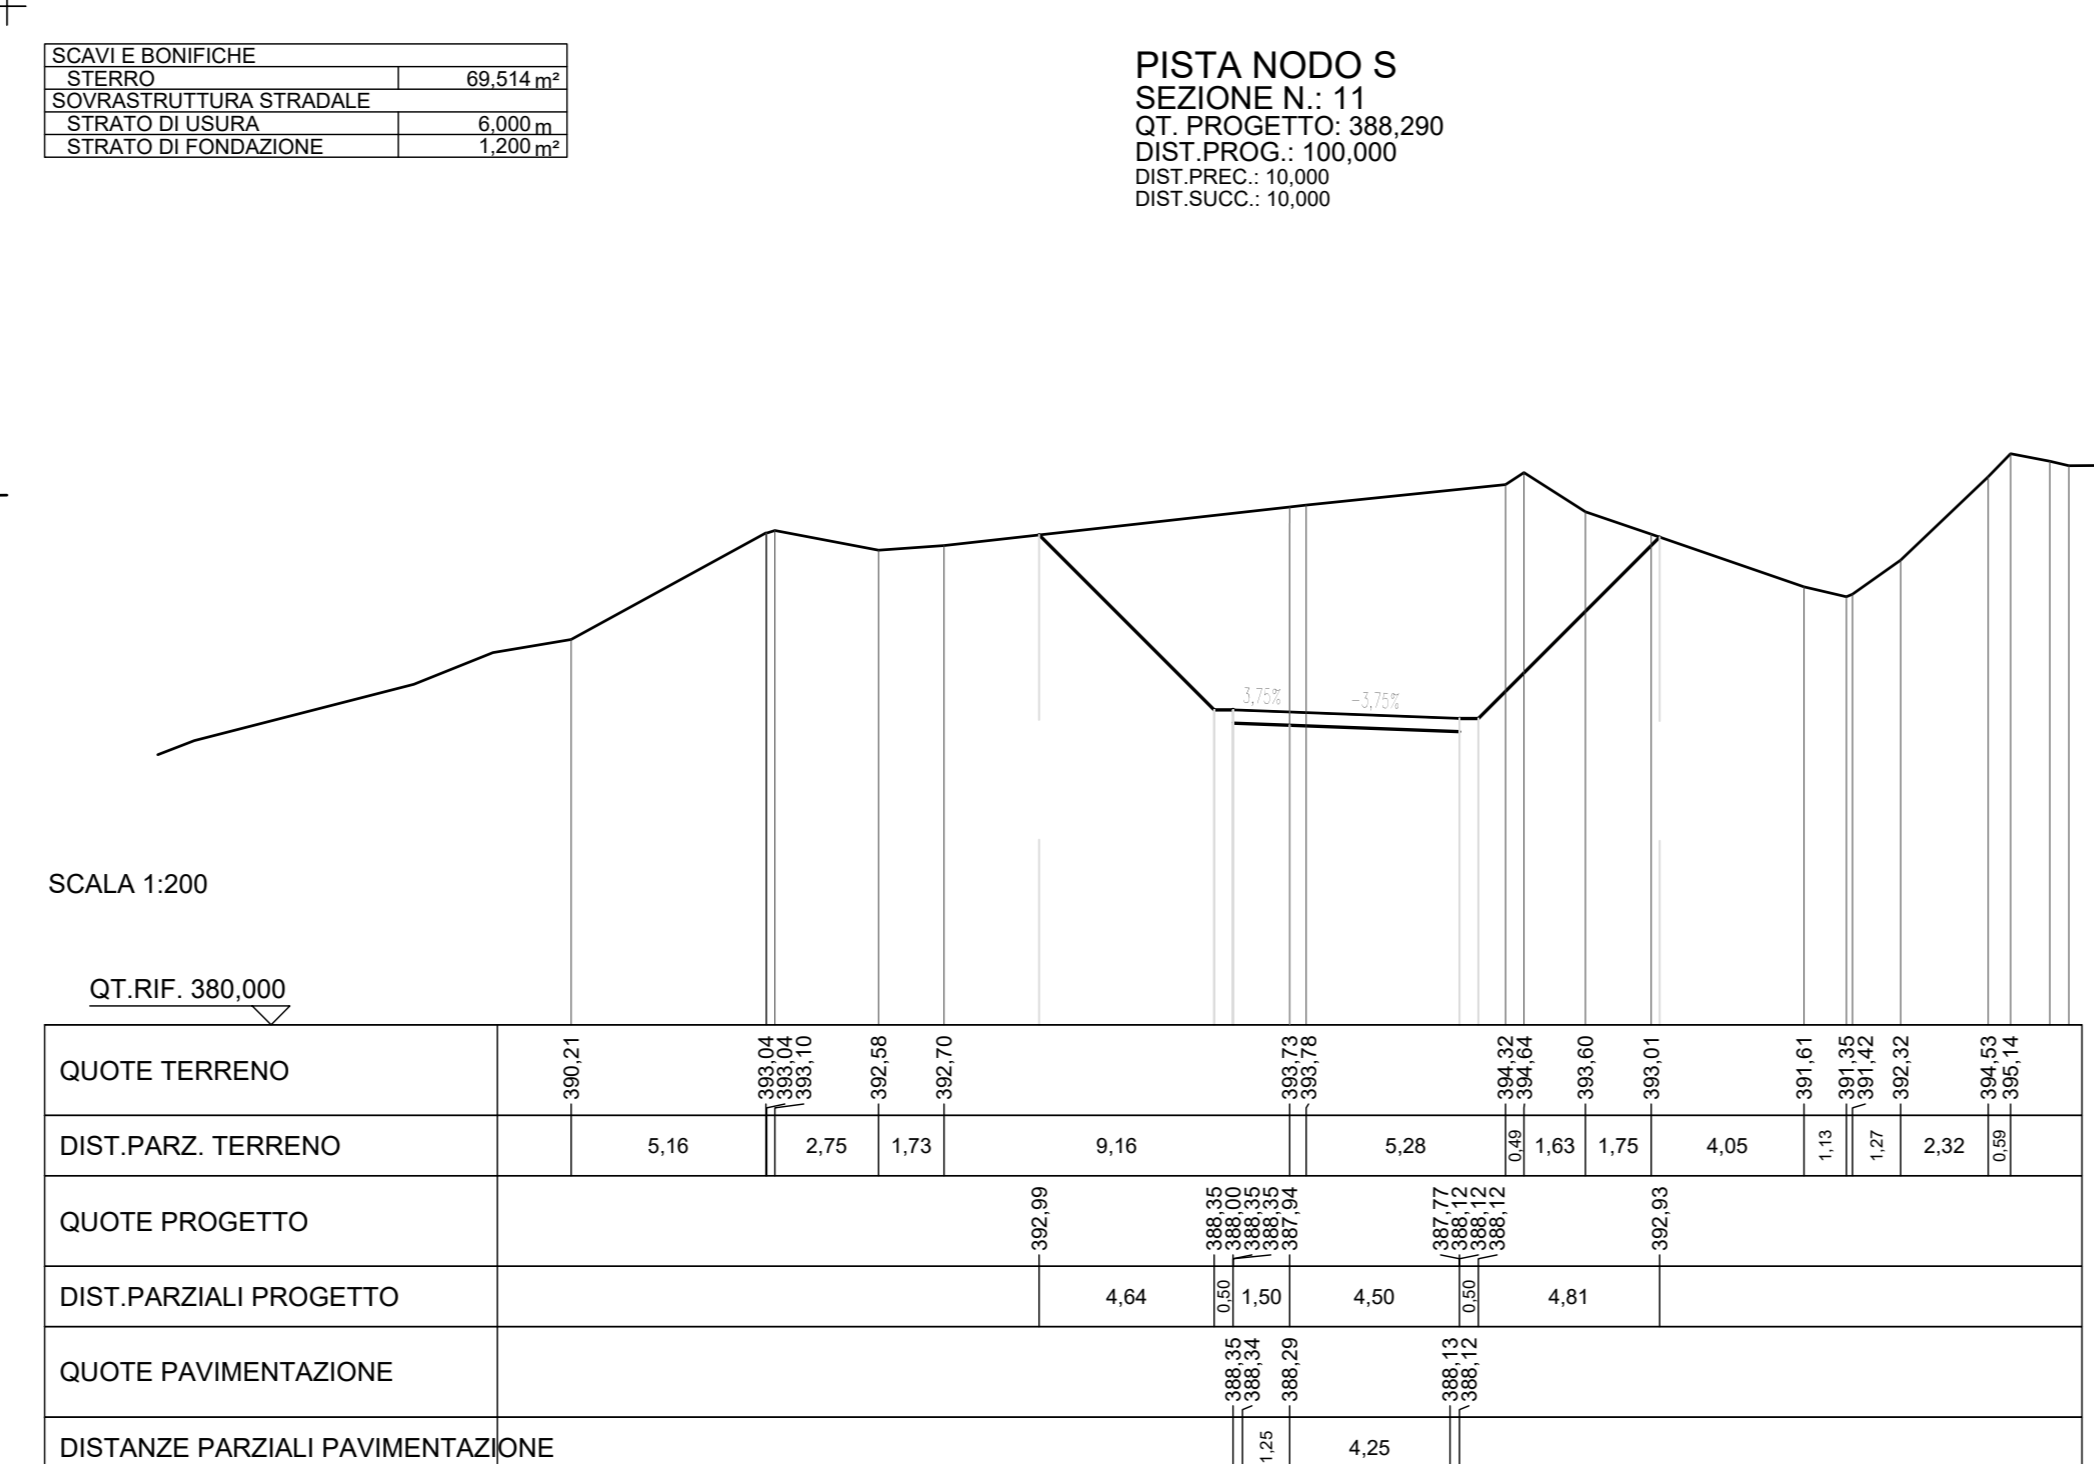 SCAVI E BONIFICHE
STERRO 69,514 m²
SOVRASTRUTTURA STRADALE
STRATO DI USURA 6,000 m
STRATO DI FONDAZIONE 1,200 m²
PISTA NODO S
SEZIONE N.: 11
QT. PROGETTO: 388,290
DIST.PROG.: 100,000
DIST.PREC.: 10,000
DIST.SUCC.: 10,000
3,75% -3,75%
SCALA 1:200
QT.RIF. 380,000
QUOTE TERRENO 390,21 393,04 393,04 393,10 392,58 392,70 393,73 393,78 394,32 394,64 393,60 393,01 391,61 391,35 391,42 392,32 394,53 395,14
DIST.PARZ. TERRENO 5,16 2,75 1,73 9,16 5,28 0,49 1,63 1,75 4,05 1,13 1,27 2,32 0,59
QUOTE PROGETTO 392,99 388,35 388,00 388,35 388,35 387,94 387,77 388,12 388,12 388,12 392,93
DIST.PARZIALI PROGETTO 4,64 0,50 1,50 4,50 0,50 4,81
QUOTE PAVIMENTAZIONE 388,35 388,34 388,29 388,13 388,12
DISTANZE PARZIALI PAVIMENTAZIONE 1,25 4,25